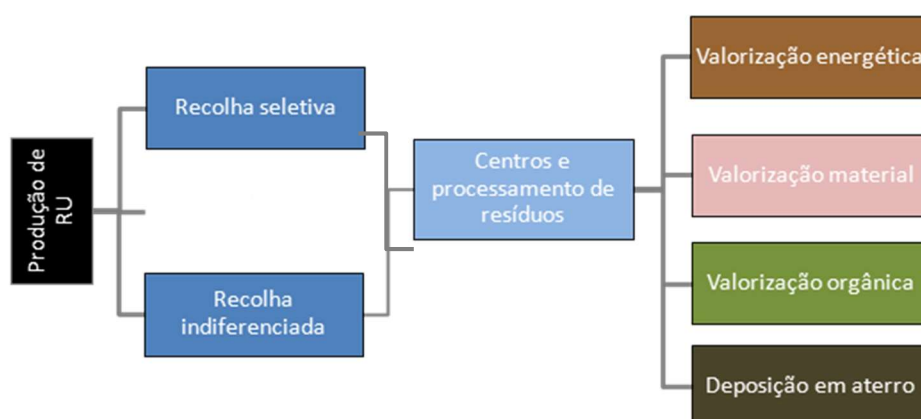 Produção de
RU
Recolha seletiva
Recolha
indiferenciada
Centros e
processamento de
resíduos
Valorização energética
Valorização material
Valorização orgânica
Deposição em aterro